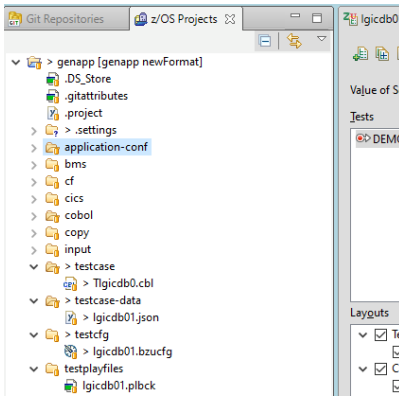 Git Repositories
z/OS Projects
> genapp [genapp newFormat]
.DS_Store
.gitattributes
.project
> .settings
application-conf
bms
cf
cics
cobol
copy
input
> testcase
> Tlgicdb0.cbl
> testcase-data
> lgicdb01.json
> testcfg
> lgicdb01.bzucfg
testplayfiles
lgicdb01.plbck
lgicdb0
Value of S
Tests
DEMO
Layouts
Te
C